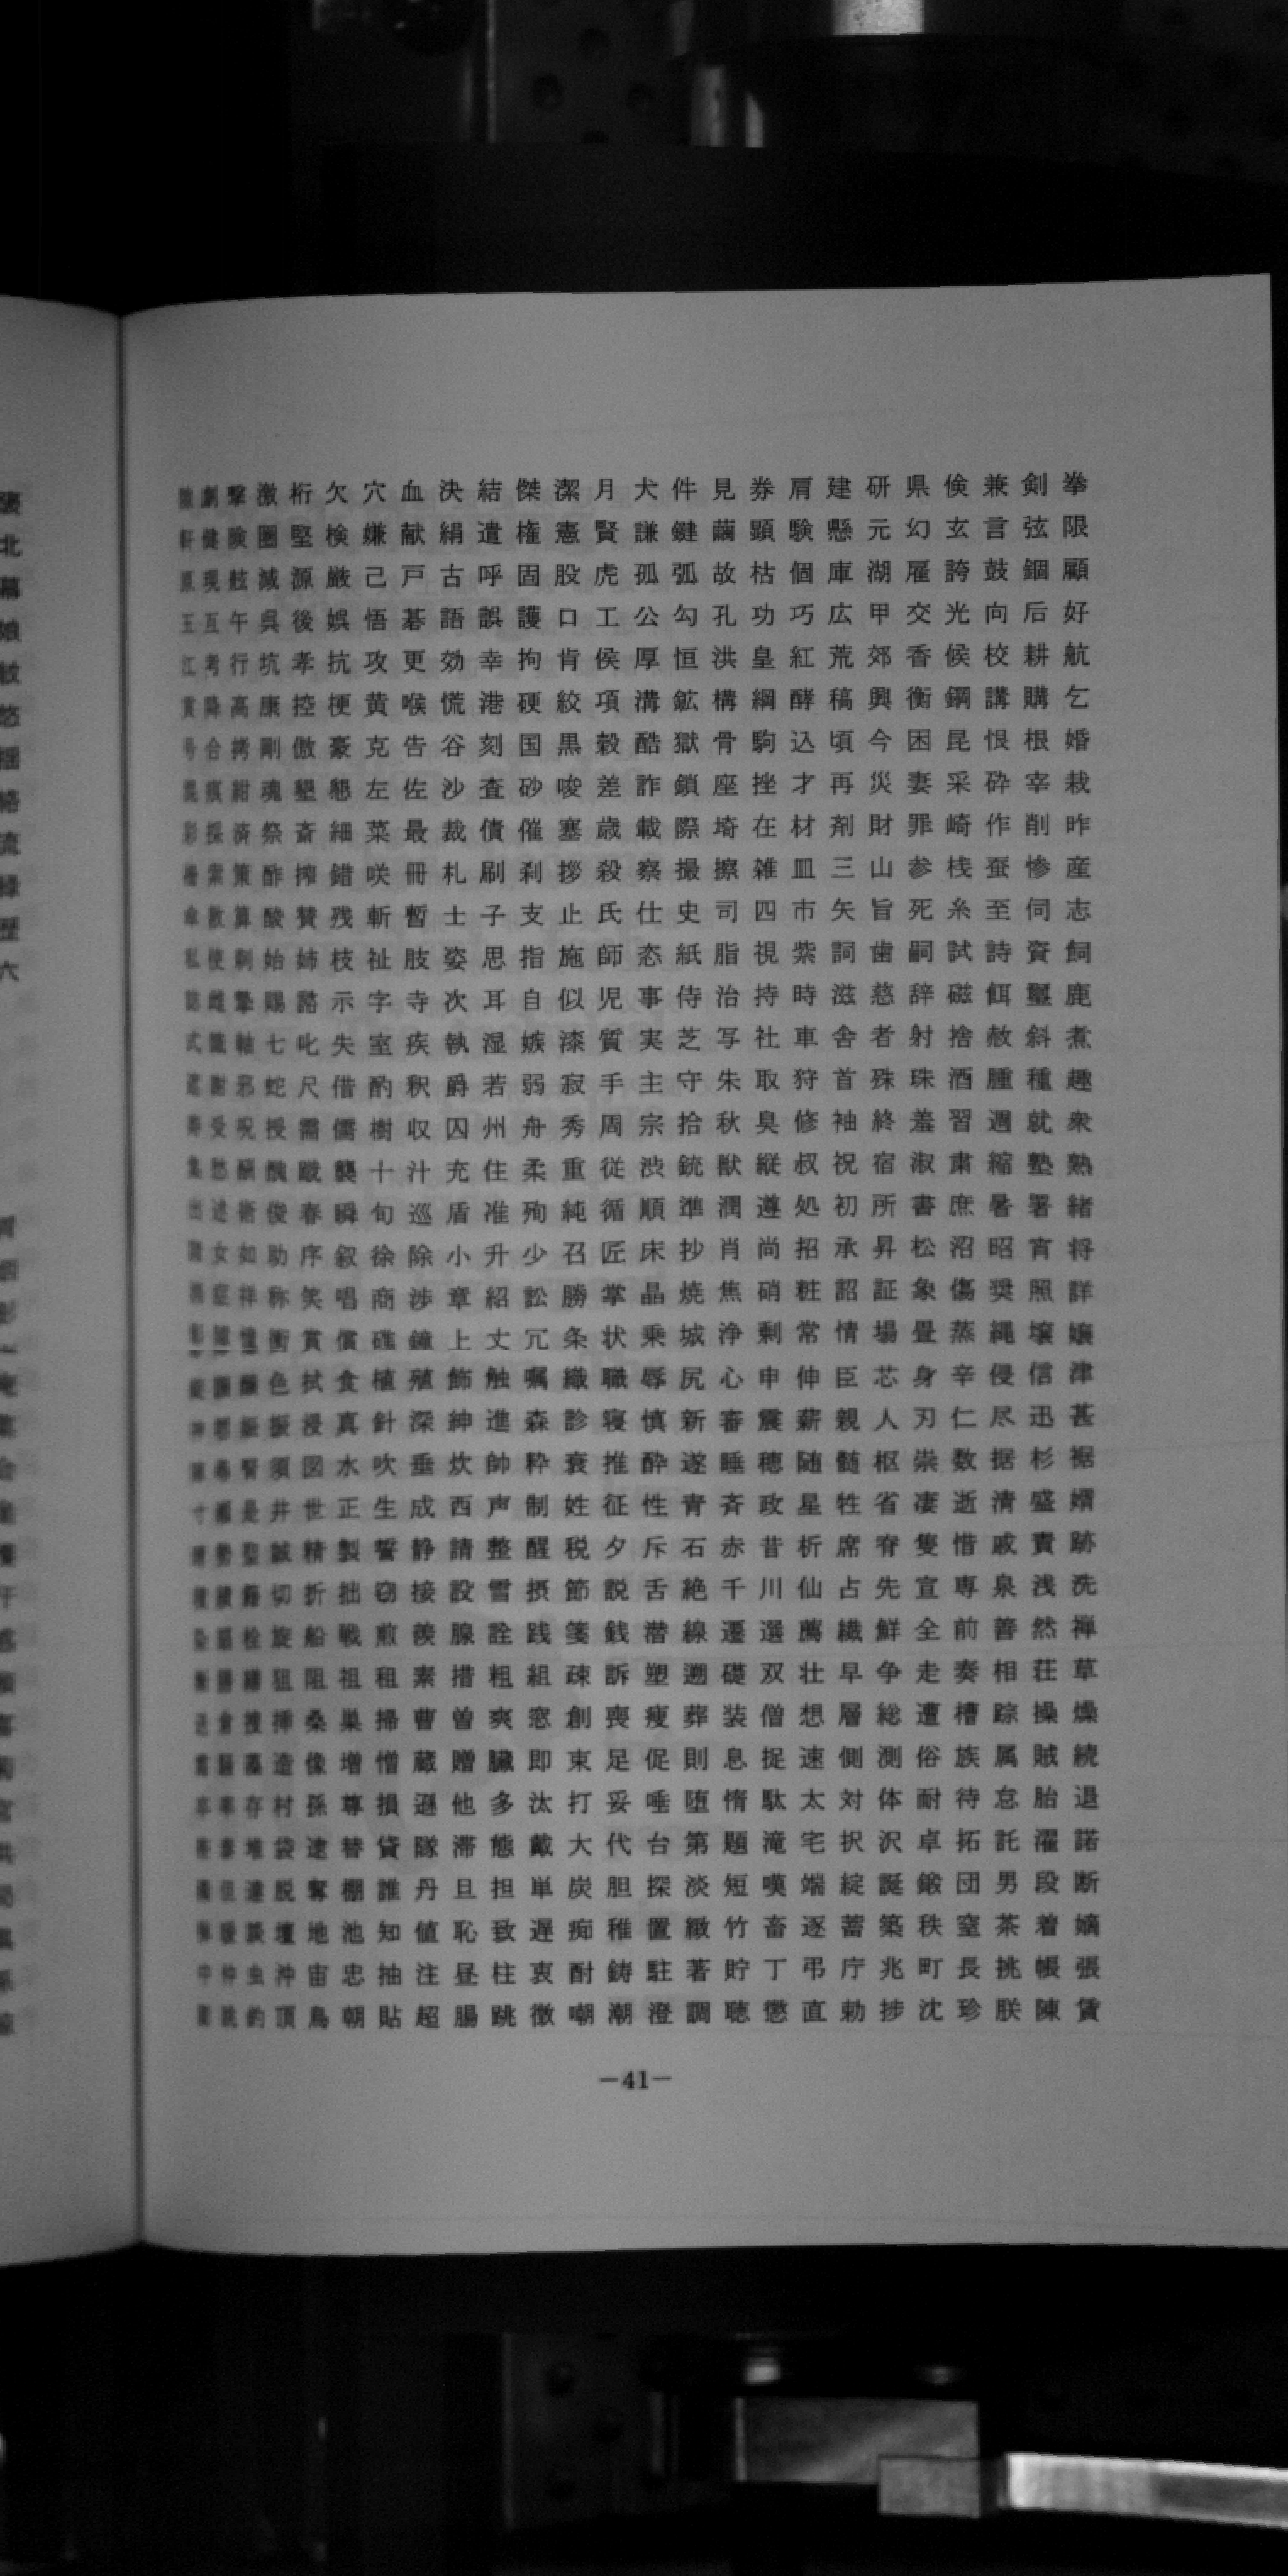 隙劇撃激桁欠穴血決結傑潔月犬件見券肩建研県倹兼剣拳
軒健険圏堅検嫌献絹遣権憲賢謙鍵繭顕験懸元幻玄言弦限
原現舷減源厳己戸古呼固股虎孤弧故枯個庫湖雇誇鼓錮顧
互午呉後娯悟碁語誤護口工公勾孔功巧広甲交光向后好
江考行坑孝抗攻更効幸拘肯侯厚恒洪皇紅荒郊香候校耕航
貢降高康控梗黄喉慌港硬絞項溝鉱構綱酵稿興衡鋼講購乞
号合拷剛傲豪克告谷刻国黒穀酷獄骨駒込頃今困昆恨根婚
混痕紺魂墾懇左佐沙査砂唆差詐鎖座挫才再災妻采砕宰栽
彩採済祭斎細菜最裁債催塞歳載際埼在材剤財罪崎作削昨
柵索策酢搾錯咲冊札刷刹拶殺察撮擦雑皿三山参桟蚕惨産
傘散算酸賛残斬暫士子支止氏仕史司四市矢旨死糸至伺志
私使刺始姉枝祉肢姿思指施師恣紙脂視紫詞歯嗣試詩資飼
誌雌摯賜諮示字寺次耳自似児事侍治持時滋慈辞磁餌璽鹿
式識軸七𠮟失室疾執湿嫉漆質実芝写社車舎者射捨赦斜煮
遮謝邪蛇尺借酌釈爵若弱寂手主守朱取狩首殊珠酒腫種趣
寿受呪授需儒樹収囚州舟秀周宗拾秋臭修袖終羞習週就衆
集愁酬醜蹴襲十汁充住柔重従渋銃獣縦叔祝宿淑粛縮塾熟
出述術俊春瞬旬巡盾准殉純循順準潤遵処初所書庶暑署緒
女如助序叙徐除小升少召匠床抄肖尚招承昇松沼昭宵将
症祥称笑唱商渉章紹訟勝掌晶焼焦硝粧詔証象傷奨照詳
彰障憧衝賞償礁鐘上丈冗条状乗城浄剰常情場畳蒸縄壌嬢
錠譲醸色拭食植殖飾触嘱織職辱尻心申伸臣芯身辛侵信津
神唇娠振浸真針深紳進森診寝慎新審震薪親人刃仁尽迅甚
陣尋腎須図水吹垂炊帥粋衰推酔遂睡穂随髄枢崇数据杉裾
寸瀬是井世正生成西声制姓征性青斉政星牲省凄逝清盛婿
晴勢聖誠精製誓静請整醒税夕斥石赤昔析席脊隻惜戚責跡
積績籍切折拙窃接設雪摂節説舌絶千川仙占先宣専泉浅洗
染扇栓旋船戦煎羨腺詮践箋銭潜線遷選薦繊鮮全前善然禅
漸膳繕狙阻祖租素措粗組疎訴塑遡礎双壮早争走奏相荘草
送倉捜挿桑巣掃曹曽爽窓創喪痩葬装僧想層総遭槽踪操燥
霜騒藻造像増憎蔵贈臓即束足促則息捉速側測俗族属賊続
卒率存村孫尊損遜他多汰打妥唾堕惰駄太対体耐待怠胎退
帯泰堆袋逮替貸隊滞態戴大代台第題滝宅択沢卓拓託濯諾
濁但達脱奪棚誰丹旦担単炭胆探淡短嘆端綻誕鍛団男段断
弾暖談壇地池知値恥致遅痴稚置緻竹畜逐蓄築秩窒茶着嫡
中仲虫沖宙忠抽注昼柱衷酎鋳駐著貯丁弔庁兆町長挑帳張
彫眺釣頂鳥朝貼超腸跳徴嘲潮澄調聴懲直勅捗沈珍朕陳賃
－41－